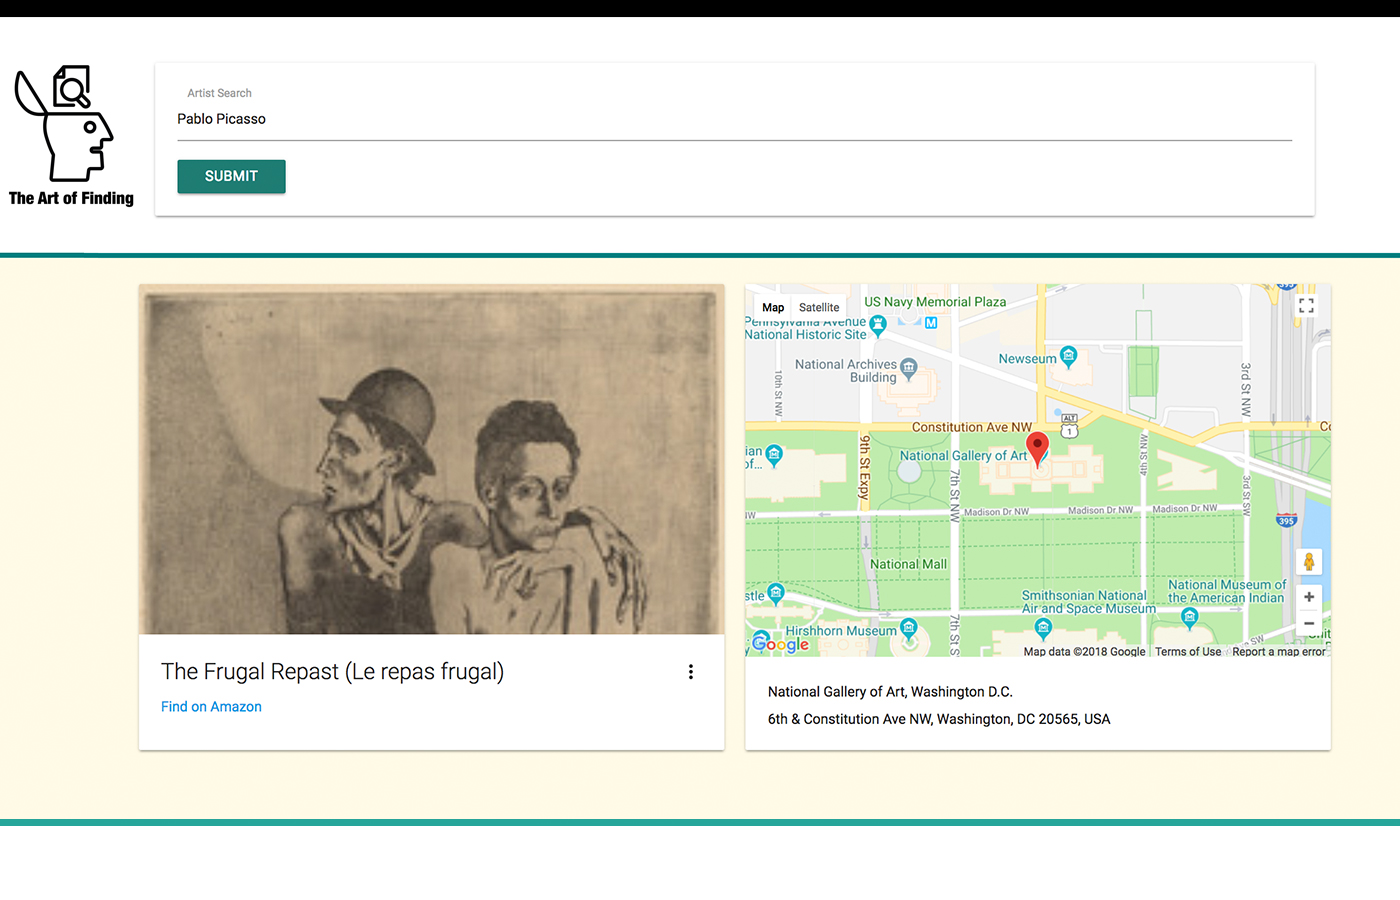 The Art of Finding
Artist Search
Pablo Picasso
SUBMIT
The Frugal Repast (Le repas frugal)
Find on Amazon
Map Satellite
US Navy Memorial Plaza
Pennsylvania Avenue
National Historic Site
M
395
National Archives
Building
Newseum
10th St NW
3rd St NW
ALT
1
Constitution Ave NW
National Gallery of Art
9th St Expy
7th St NW
4th St NW
3rd St SW
ian
of...
NW
Madison Dr NW
Madison Dr NW
Madison Dr NW
395
National Mall
stle
Smithsonian National
Air and Space Museum
National Museum of
the American Indian
Hirshhorn Museum
7th St S
Google
Map data ©2018 Google Terms of Use Report a map error
National Gallery of Art, Washington D.C.
6th & Constitution Ave NW, Washington, DC 20565, USA